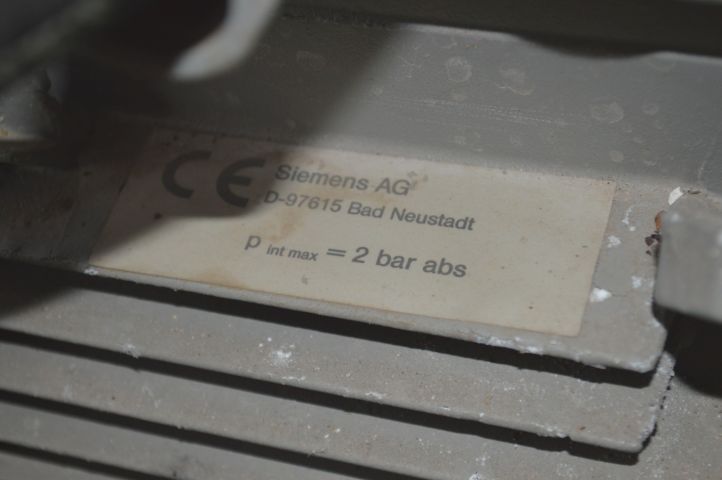 CE Siemens AG
D-97615 Bad Neustadt
p int max = 2 bar abs